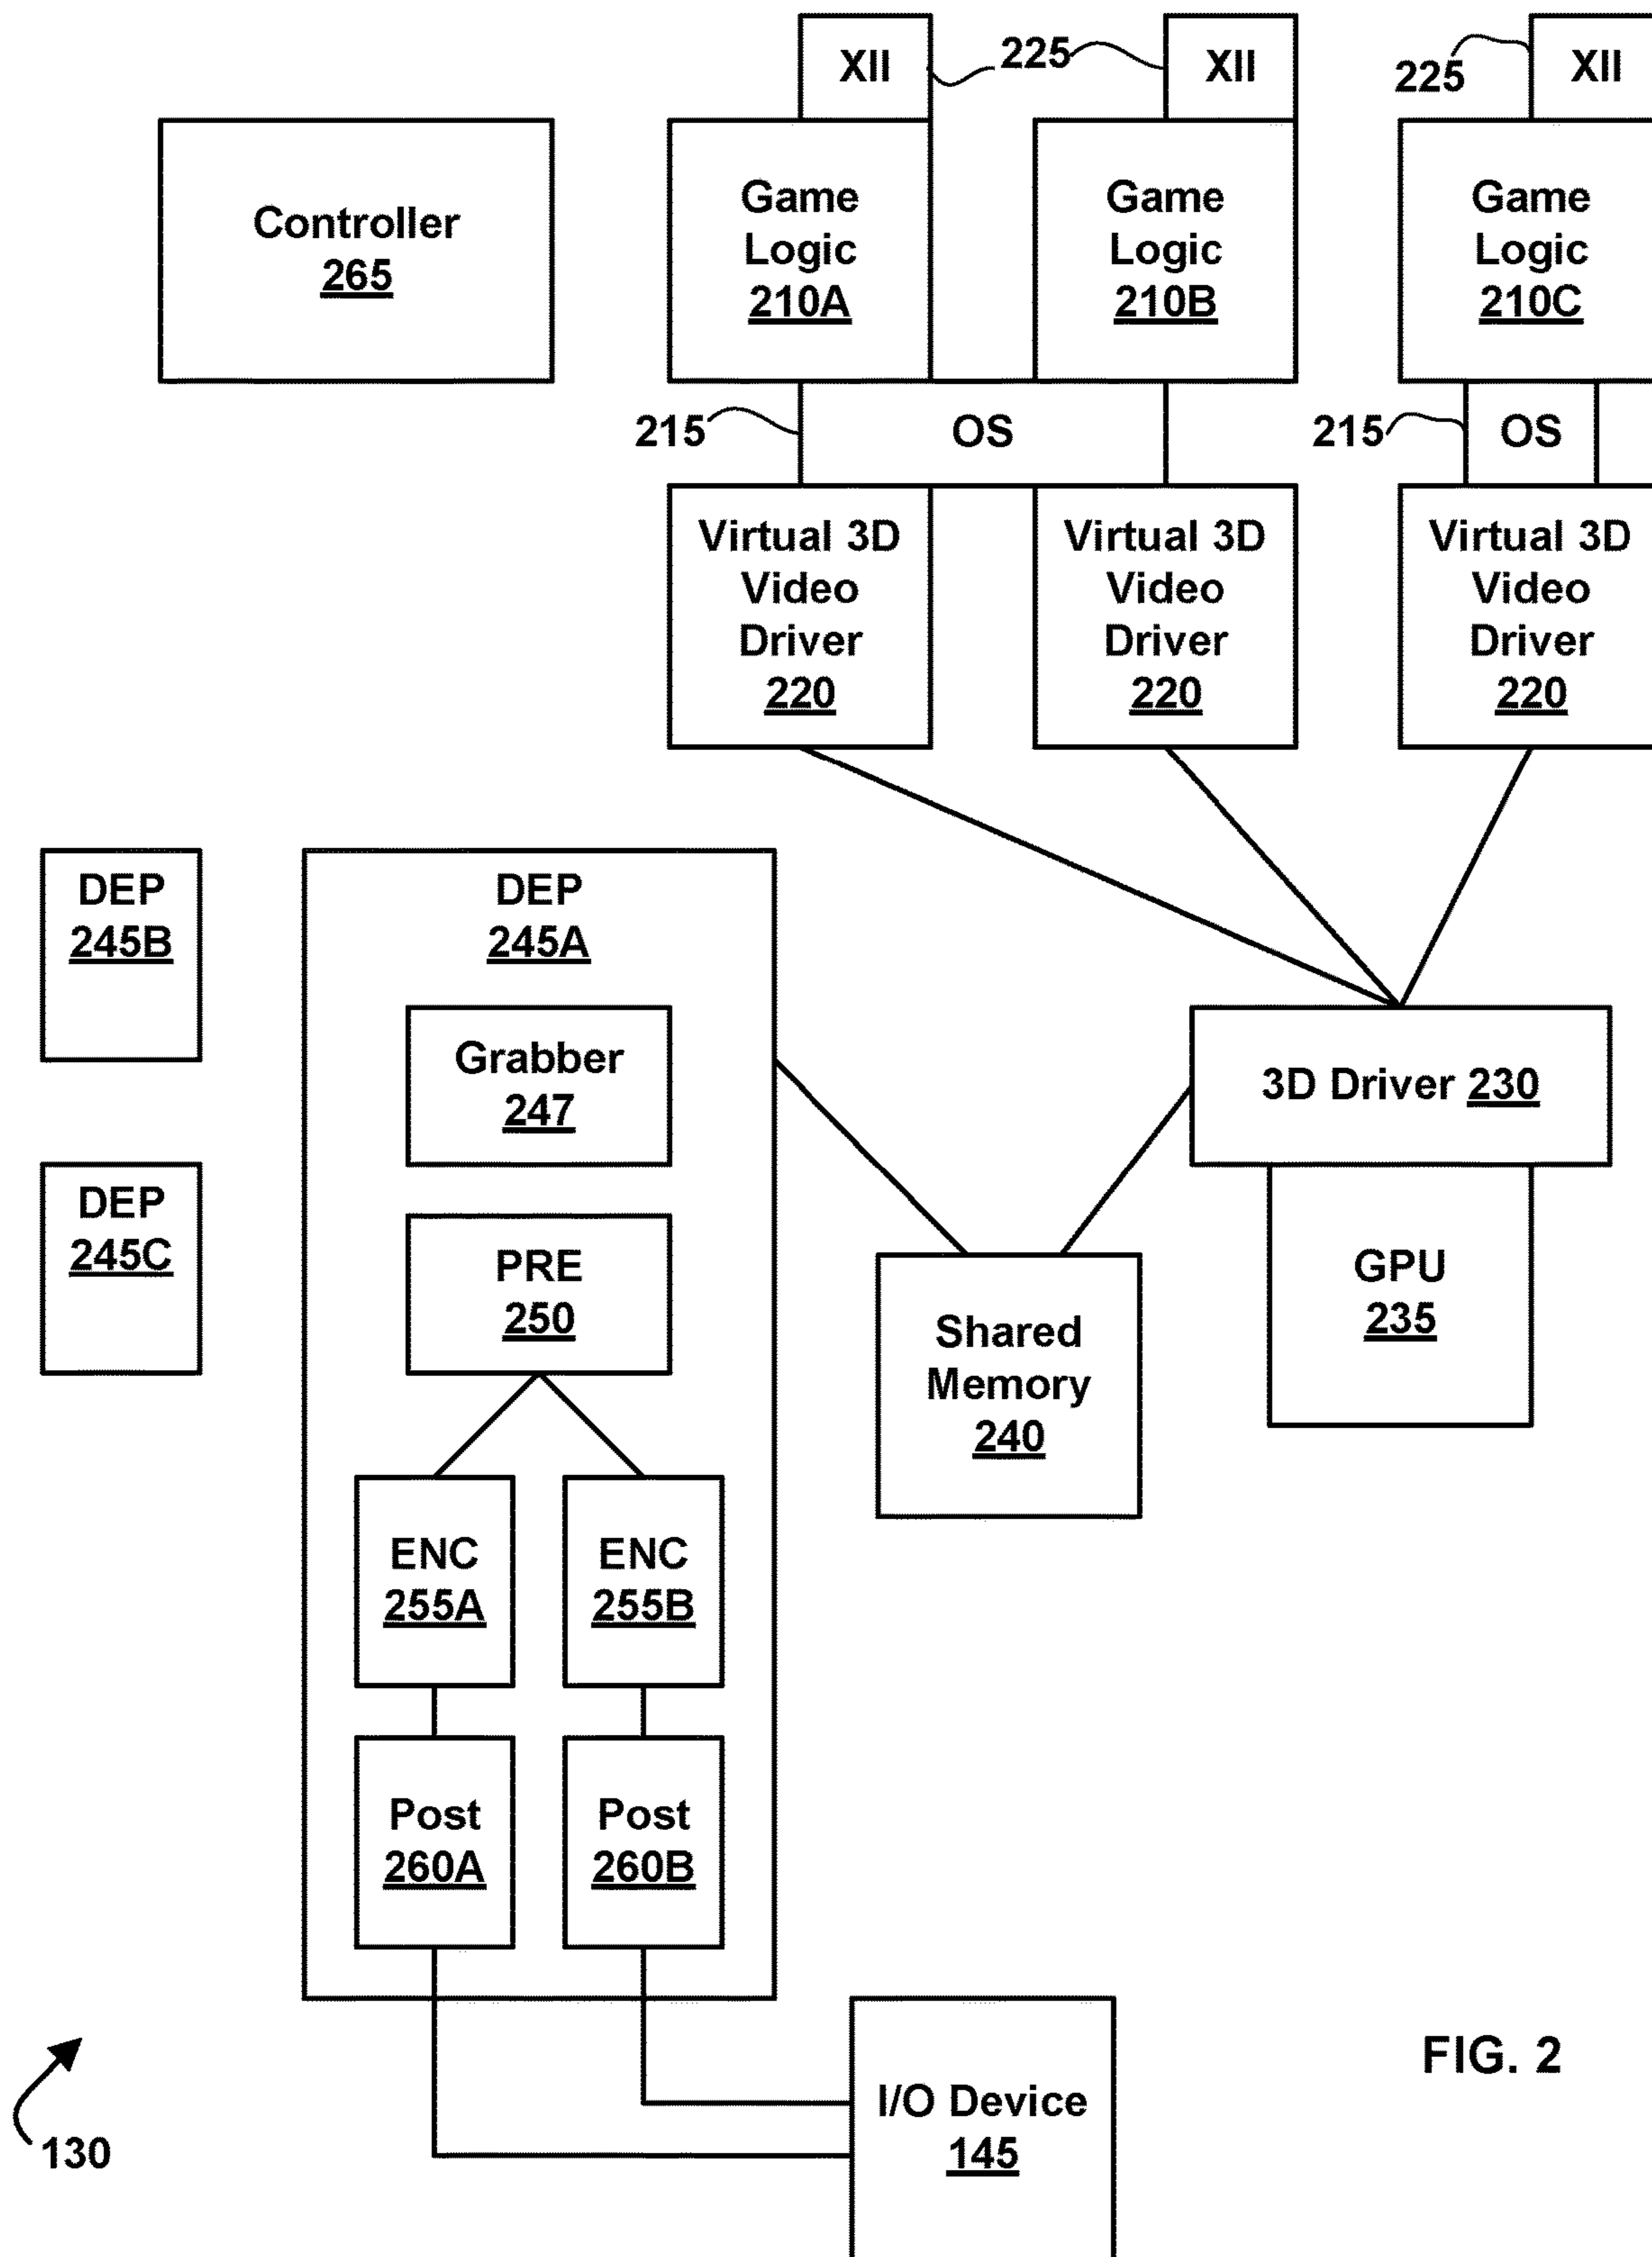 XII
225
XII
225
XII
Controller
265
Game
Logic
210A
Game
Logic
210B
Game
Logic
210C
215
OS
215
OS
Virtual 3D
Video
Driver
220
Virtual 3D
Video
Driver
220
Virtual 3D
Video
Driver
220
DEP
245B
DEP
245A
Grabber
247
3D Driver 230
DEP
245C
PRE
250
Shared
Memory
240
GPU
235
ENC
255A
ENC
255B
Post
260A
Post
260B
I/O Device
145
FIG. 2
130